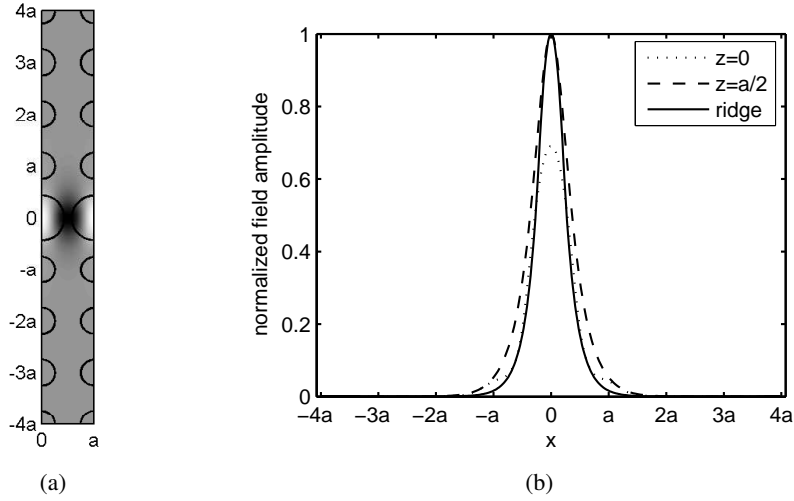 4a
3a
2a
a
0
-a
-2a
-3a
-4a
0 a
(a)
normalized field amplitude
1
0.8
0.6
0.4
0.2
0
z=0
z=a/2
ridge
−4a −3a −2a −a 0 a 2a 3a 4a
x
(b)